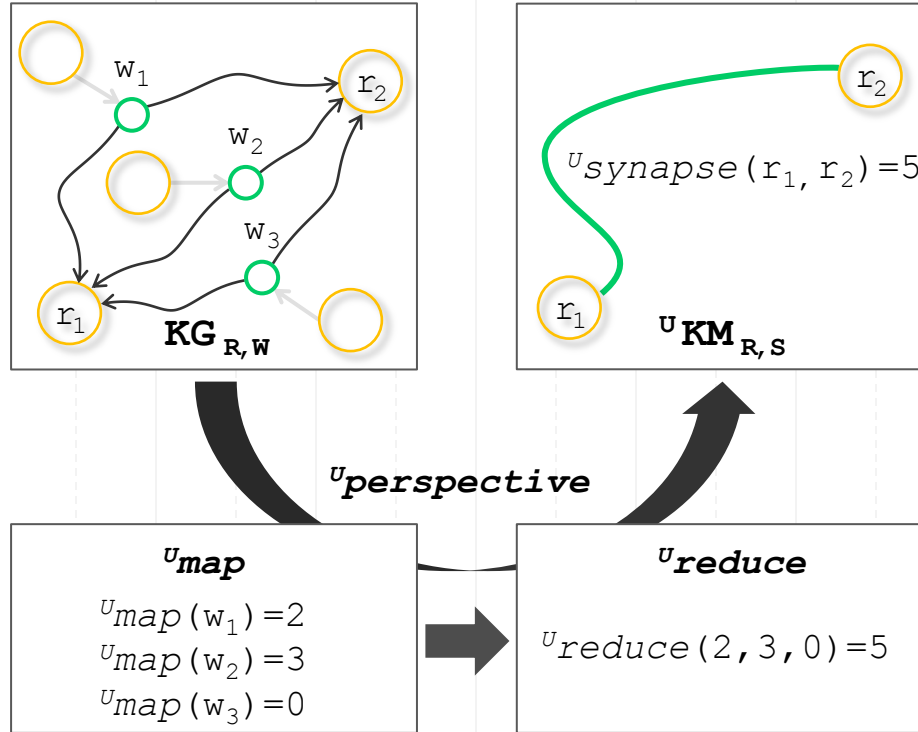 w₁
r₂
w₂
w₃
r₁
KG R,W
r₂
ᵁsynapse(r₁, r₂)=5
r₁
ᵁKM R,S
ᵁperspective
ᵁmap
ᵁmap(w₁)=2
ᵁmap(w₂)=3
ᵁmap(w₃)=0
ᵁreduce
ᵁreduce(2,3,0)=5